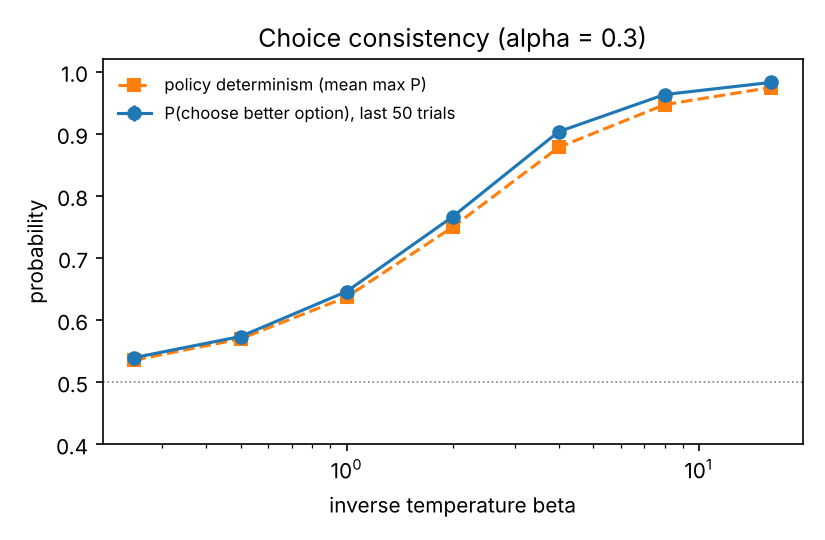 Choice consistency (alpha = 0.3)
policy determinism (mean max P)
P(choose better option), last 50 trials
probability
1.0
0.9
0.8
0.7
0.6
0.5
0.4
10⁰
10¹
inverse temperature beta